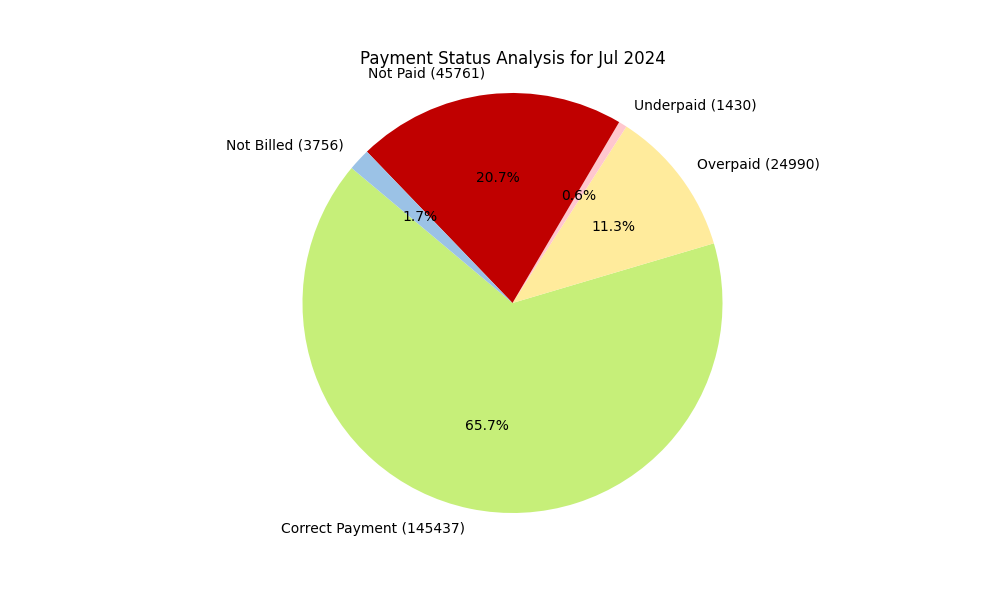 Payment Status Analysis for Jul 2024
Not Paid (45761)
Underpaid (1430)
Not Billed (3756)
Overpaid (24990)
20.7%
0.6%
1.7%
11.3%
65.7%
Correct Payment (145437)